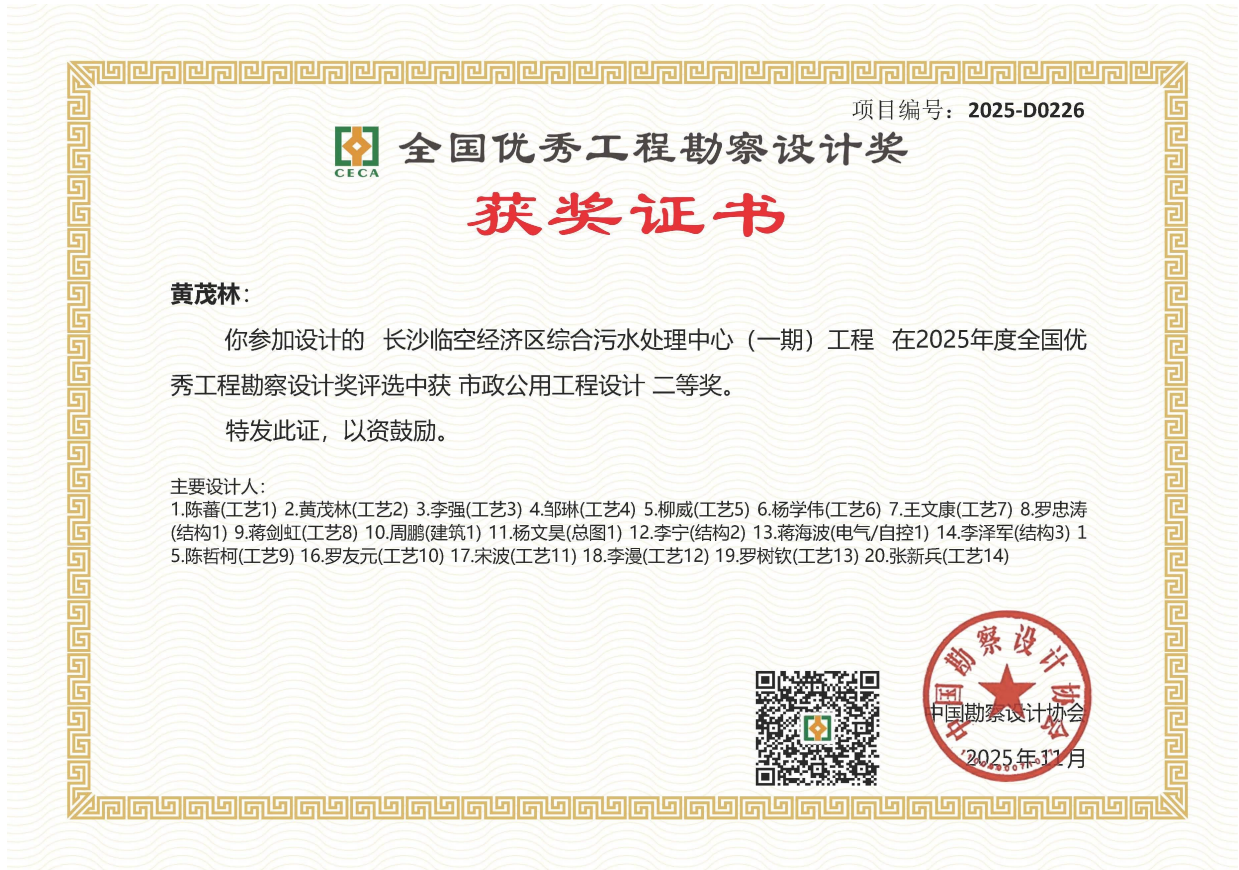 项目编号：2025-D0226
CECA
全国优秀工程勘察设计奖
获奖证书
黄茂林：
你参加设计的 长沙临空经济区综合污水处理中心（一期）工程 在2025年度全国优
秀工程勘察设计奖评选中获 市政公用工程设计 二等奖。
特发此证，以资鼓励。
主要设计人：
1.陈蕃(工艺1) 2.黄茂林(工艺2) 3.李强(工艺3) 4.邹琳(工艺4) 5.柳威(工艺5) 6.杨学伟(工艺6) 7.王文康(工艺7) 8.罗忠涛
(结构1) 9.蒋剑虹(工艺8) 10.周鹏(建筑1) 11.杨文昊(总图1) 12.李宁(结构2) 13.蒋海波(电气/自控1) 14.李泽军(结构3) 1
5.陈哲柯(工艺9) 16.罗友元(工艺10) 17.宋波(工艺11) 18.李漫(工艺12) 19.罗树钦(工艺13) 20.张新兵(工艺14)
中国勘察设计协会
中国勘察设计协会
2025年11月